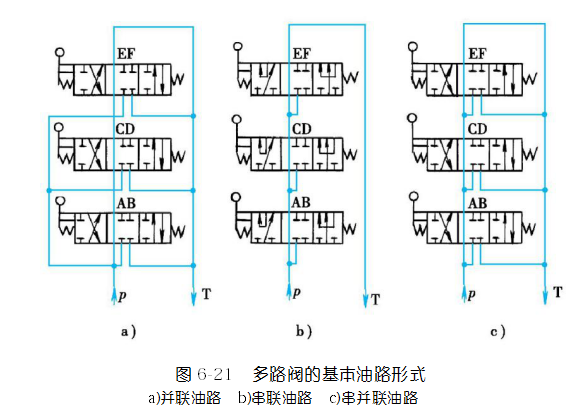 EF EF EF
CD CD CD
AB AB AB
p T p T p T
a) b) c)
图 6-21 多路阀的基本油路形式
a)并联油路 b)串联油路 c)串并联油路